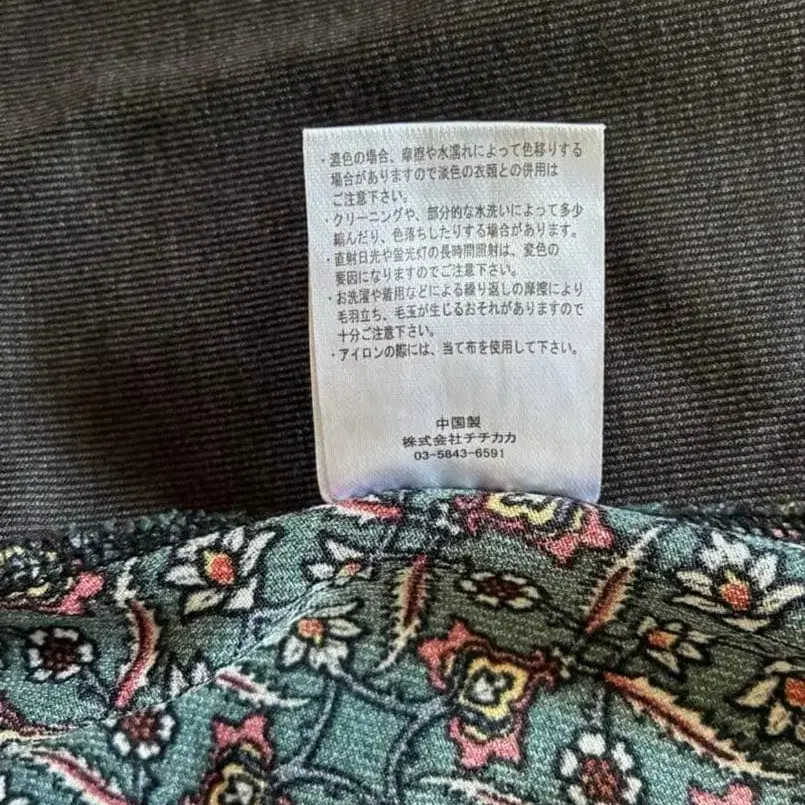 ・濃色の場合、摩擦や水濡れによって色移りする
場合がありますので淡色の衣類との併用は
ご注意下さい。
・クリーニングや、部分的な水洗いによって多少
縮んだり、色落ちしたりする場合があります。
・直射日光や蛍光灯の長時間照射は、変色の
要因になりますのでご注意下さい。
・お洗濯や着用などによる繰り返しの摩擦により
毛羽立ち、毛玉が生じるおそれがありますので
十分ご注意下さい。
・アイロンの際には、当て布を使用して下さい。
中国製
株式会社チチカカ
03-5843-6591